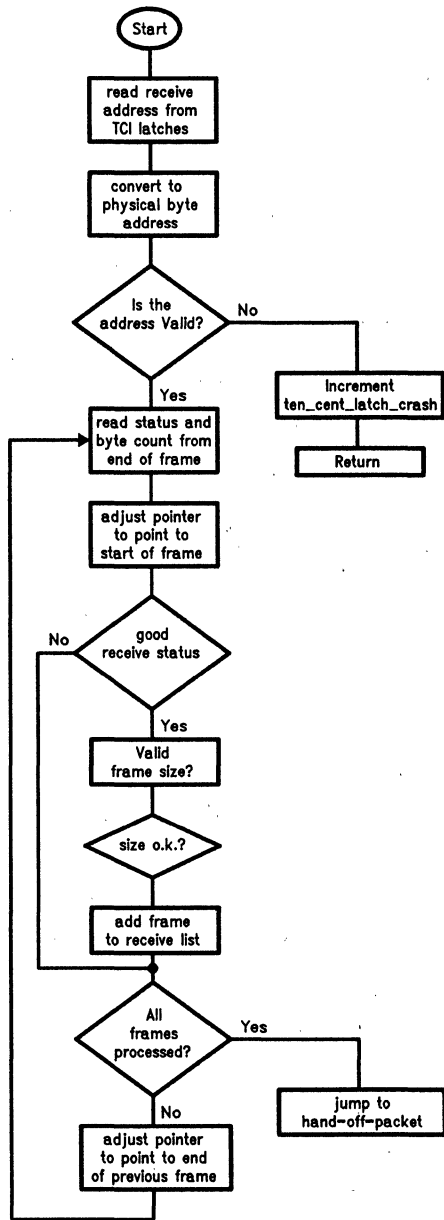 Start
read receive
address from
TCI latches
convert to
physical byte
address
Is the
address Valid?
No
Yes
Increment
ten_cent_latch_crash
Return
read status and
byte count from
end of frame
adjust pointer
to point to
start of frame
No
good
receive status
Yes
Valid
frame size?
size o.k.?
add frame
to receive list
All
frames
processed?
Yes
No
jump to
hand-off-packet
adjust pointer
to point to end
of previous frame